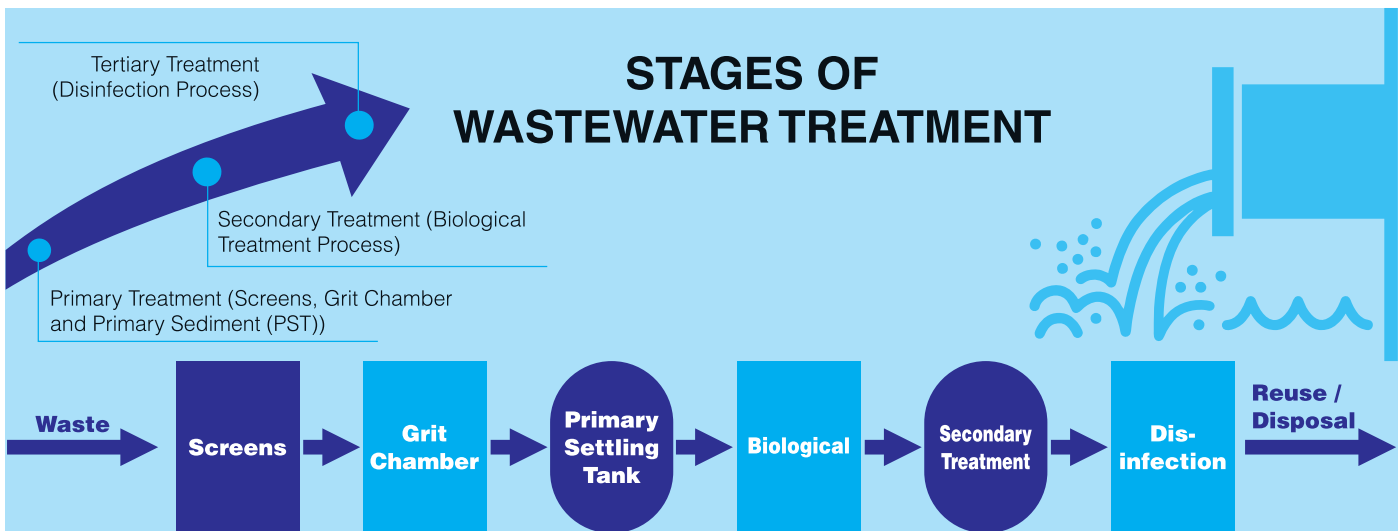 STAGES OF
WASTEWATER TREATMENT
Tertiary Treatment
(Disinfection Process)
Secondary Treatment (Biological
Treatment Process)
Primary Treatment (Screens, Grit Chamber
and Primary Sediment (PST))
Waste
Screens
Grit
Chamber
Primary
Settling
Tank
Biological
Secondary
Treatment
Dis-
infection
Reuse /
Disposal